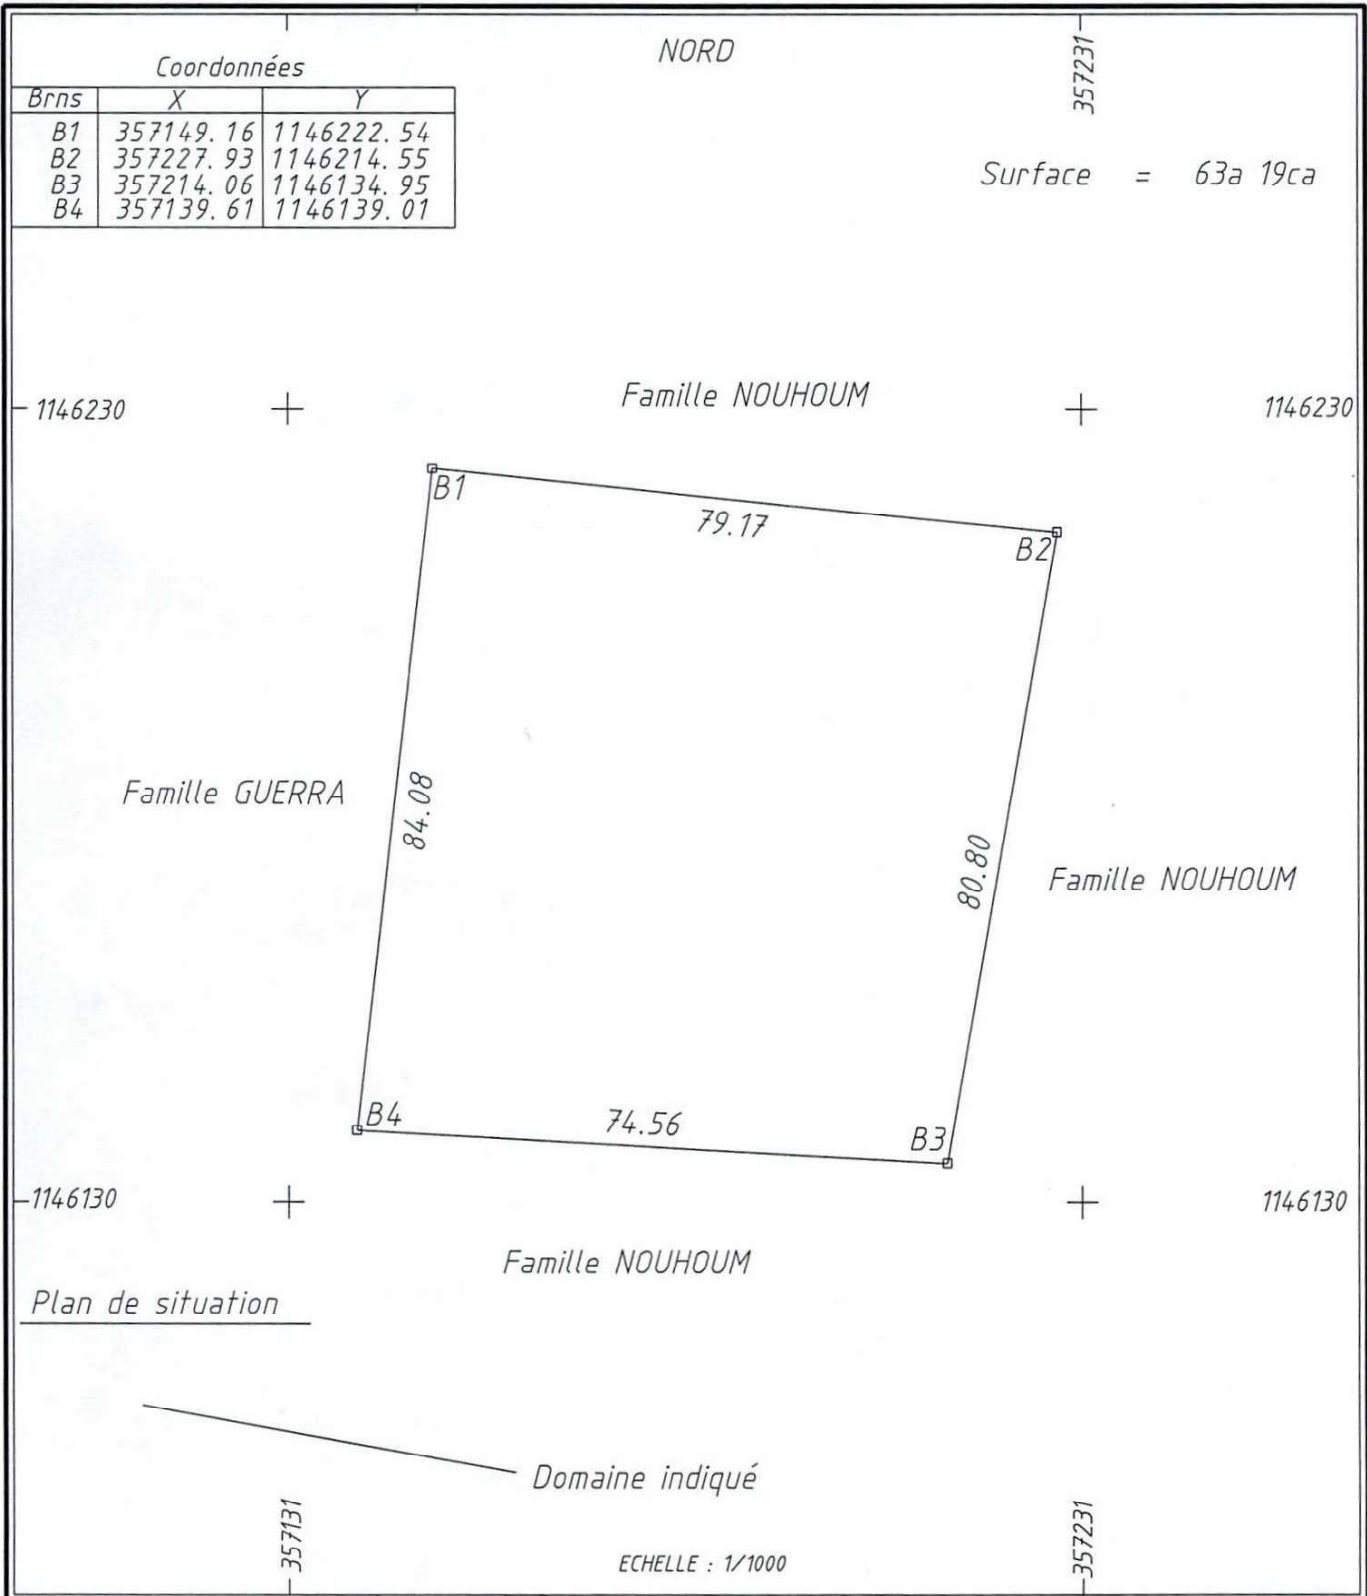 NORD
357231
Coordonnées
Brns X Y
B1 357149.16 1146222.54
B2 357227.93 1146214.55
B3 357214.06 1146134.95
B4 357139.61 1146139.01
Surface = 63a 19ca
Famille NOUHOUM
1146230
1146230
B1
79.17
B2
Famille GUERRA
84.08
80.80
Famille NOUHOUM
B4
74.56
B3
1146130
1146130
Famille NOUHOUM
Plan de situation
Domaine indiqué
357131
357231
ECHELLE : 1/1000